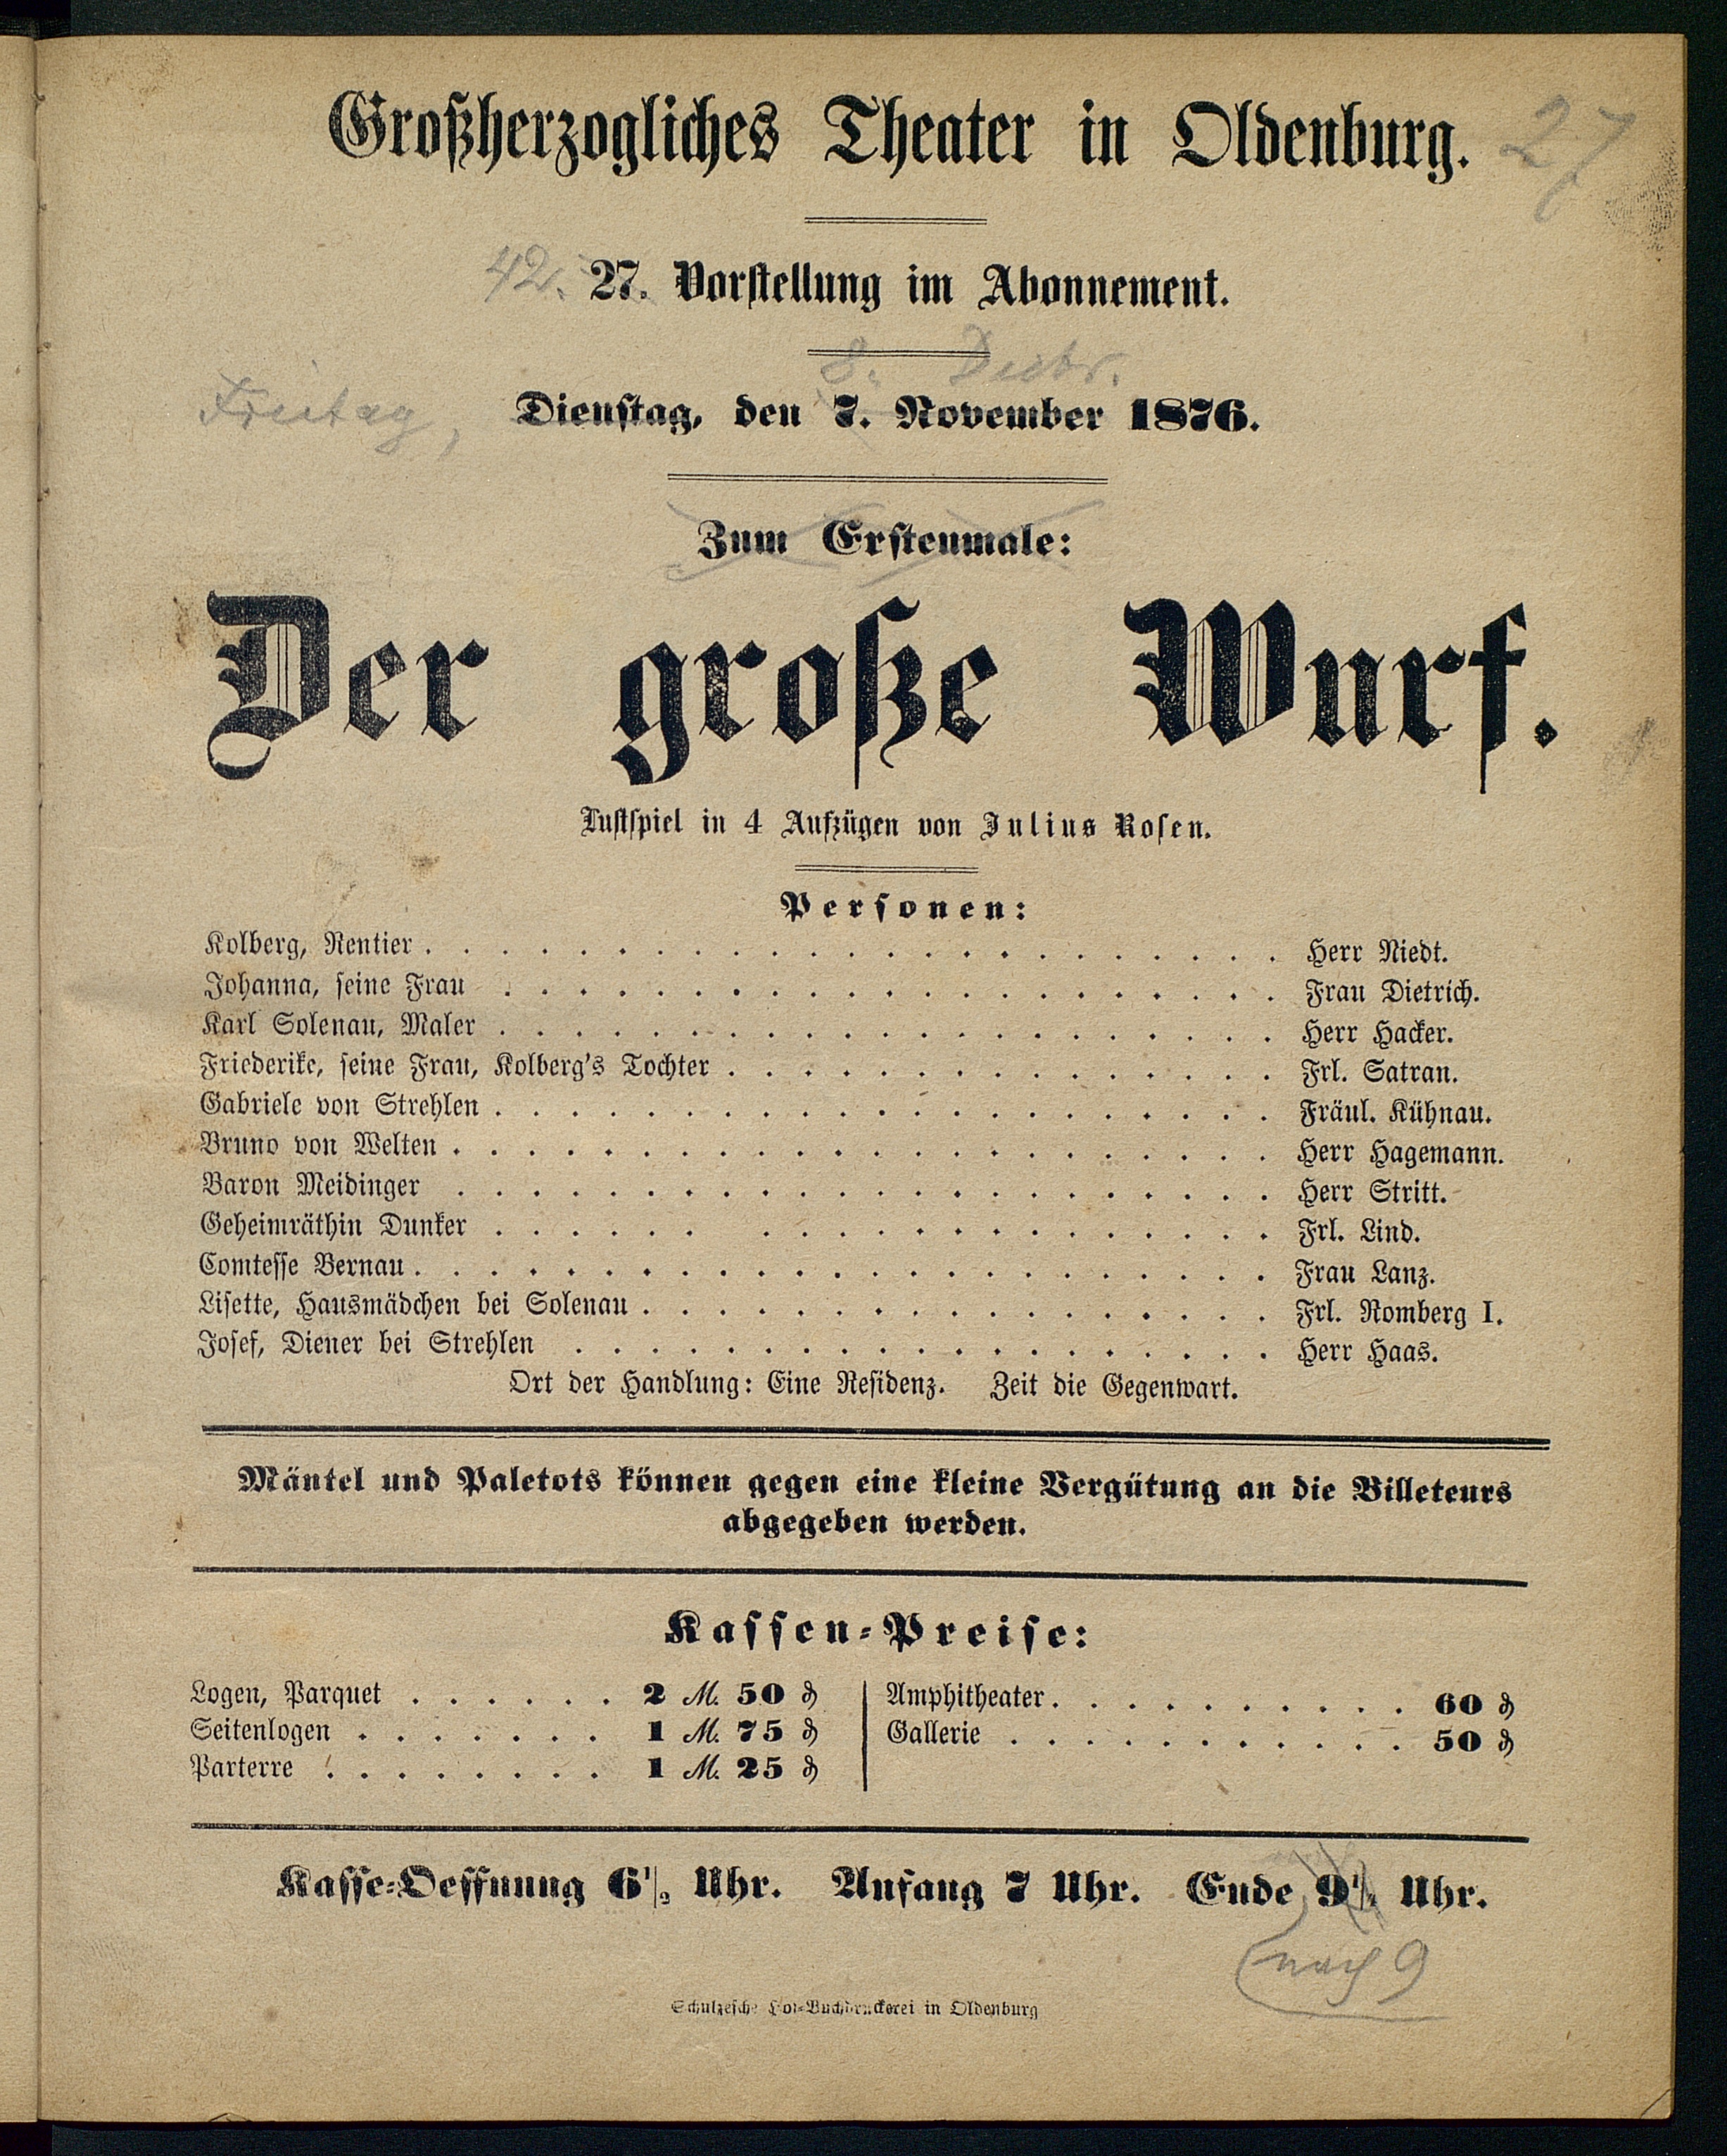 Großherzogliches Theater in Oldenburg. 27
42. 27. Vorstellung im Abonnement.
8. Decbr.
Freitag, Dienstag, den 7. November 1876.
Zum Erstenmale:
Der große Wurf.
Lustspiel in 4 Aufzügen von Julius Rosen.
Personen:
Kolberg, Rentier . . . . . . . . . . . . . . . . . . . . . . . Herr Niedt.
Johanna, seine Frau . . . . . . . . . . . . . . . . . . . . . Frau Dietrich.
Karl Solenau, Maler . . . . . . . . . . . . . . . . . . . . . Herr Hacker.
Friederike, seine Frau, Kolberg's Tochter . . . . . . . . . . . . . . . Frl. Satran.
Gabriele von Strehlen . . . . . . . . . . . . . . . . . . . . . Fräul. Kühnau.
Bruno von Welten . . . . . . . . . . . . . . . . . . . . . . Herr Hagemann.
Baron Meidinger . . . . . . . . . . . . . . . . . . . . . . Herr Stritt.
Geheimräthin Dunker . . . . . . . . . . . . . . . . . . . . Frl. Lind.
Comtesse Bernau . . . . . . . . . . . . . . . . . . . . . . . Frau Lanz.
Lisette, Hausmädchen bei Solenau . . . . . . . . . . . . . . . . . Frl. Romberg I.
Josef, Diener bei Strehlen . . . . . . . . . . . . . . . . . . . Herr Haas.
Ort der Handlung: Eine Residenz. Zeit die Gegenwart.
Mäntel und Paletots können gegen eine kleine Vergütung an die Billeteurs
abgegeben werden.
Kassen-Preise:
Logen, Parquet . . . . . . 2 M. 50 ₰
Seitenlogen . . . . . . . 1 M. 75 ₰
Parterre . . . . . . . . 1 M. 25 ₰
Amphitheater . . . . . . . . . . 60 ₰
Gallerie . . . . . . . . . . . 50 ₰
Kasse-Oeffnung 6½ Uhr. Anfang 7 Uhr. Ende 9½ Uhr.
nach 9
Schulzesche Hof-Buchdruckerei in Oldenburg